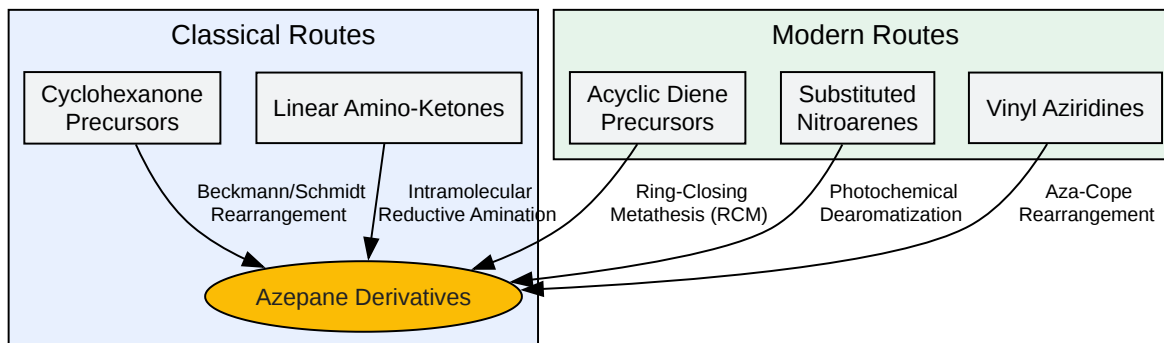 Classical Routes
Modern Routes
Cyclohexanone
Precursors
Linear Amino-Ketones
Acyclic Diene
Precursors
Substituted
Nitroarenes
Vinyl Aziridines
Beckmann/Schmidt
Rearrangement
Intramolecular
Reductive Amination
Ring-Closing
Metathesis (RCM)
Photochemical
Dearomatization
Aza-Cope
Rearrangement
Azepane Derivatives